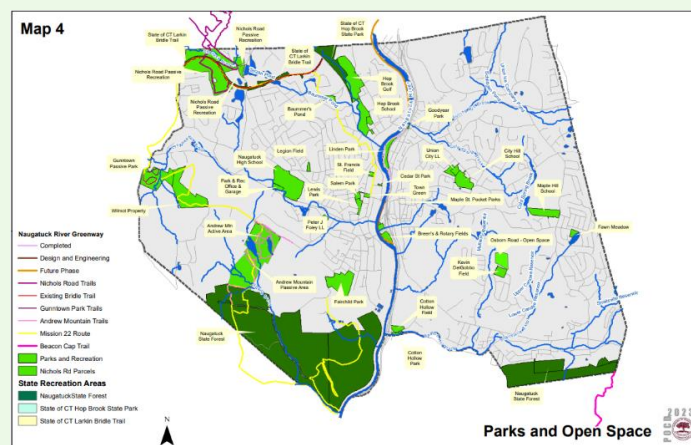 Map 4
State of CT Larkin
Bridle Trail
Nichols Road
Passive
Recreation
State of
CT Larkin
Bridle Trail
State of CT
Hop Brook
State Park
Nichols Road Passive
Recreation
Nichols Road
Passive
Recreation
Baummer's
Pond
Hop
Brook
Golf
Hop Brook
School
Goodyear
Park
Gunntown
Passive Park
Naugatuck
High School
Legion Field
Linden Park
St. Francis
Field
Union
City LL
City Hill
School
Park & Rec
Office &
Garage
Lewis
Park
Salem Park
Cedar St Park
Town
Green
Maple St. Pocket Parks
Maple Hill
School
Andrew Mtn
Active Area
Peter J
Foley LL
Breen's & Rotary Fields
Osborn Road - Open Space
Fawn Meadow
Kevin
Field
Andrew Mountain
Passive Area
Fairchild Park
Cotton
Hollow
Field
Naugatuck
State Forest
Cotton
Hollow
Park
Naugatuck
State Forest
Naugatuck River Greenway
Completed
Design and Engineering
Future Phase
Nichols Road Trails
Existing Bridle Trail
Gunntown Park Trails
Andrew Mountain Trails
Mission 22 Route
Beacon Cap Trail
Parks and Recreation
Nichols Rd Parcels
State Recreation Areas
NaugatuckState Forest
State of CT Hop Brook State Park
State of CT Larkin Bridle Trail
N
Parks and Open Space
POCD 2023